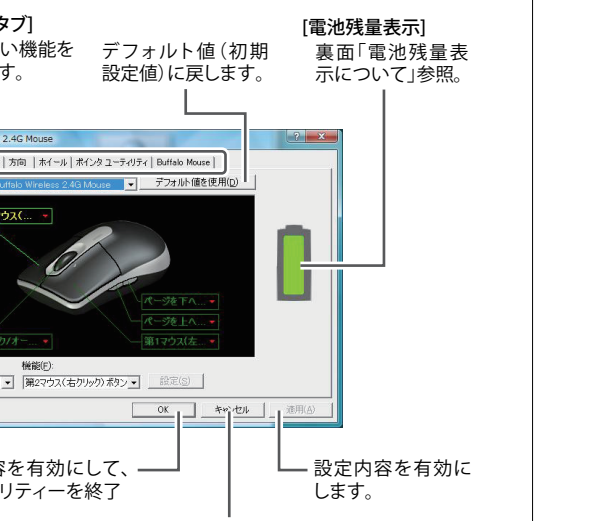 タブ]
い機能を
す。
デフォルト値（初期
設定値）に戻します。
[電池残量表示]
裏面「電池残量表
示について」参照。
2.4G Mouse
方向 ホイール ポインタ ユーティリティ Buffalo Mouse
uffalo Wireless 2.4G Mouse
デフォルト値を使用(D)
マウス(...
ページを下へ...
ページを上へ...
ク/オー...
第1マウス(左...
機能(F):
第2マウス(右クリック)ボタン
設定(S)
OK
キャンセル
適用(A)
容を有効にして、
リティーを終了
設定内容を有効に
します。